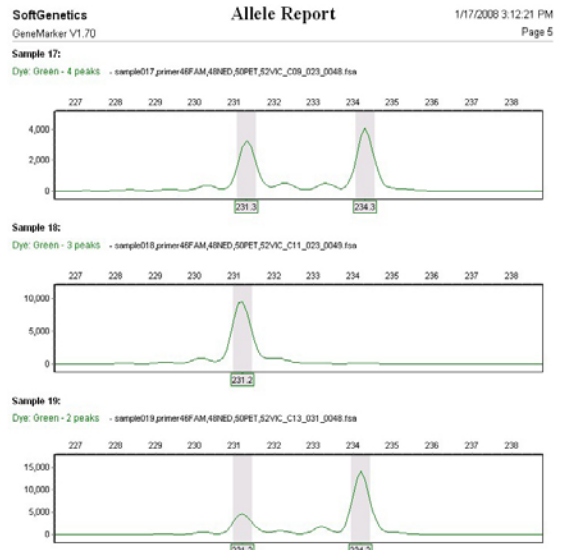 SoftGenetics Allele Report 1/17/2008 3:12:21 PM
GeneMarker V1.70 Page 5
Sample 17:
Dye: Green - 4 peaks - sample017,primer46FAM,48NED,50PET,52VIC_C09_023_0048.fsa
227 228 229 230 231 232 233 234 235 236 237 238
4,000
2,000
0
231.3 234.3
Sample 18:
Dye: Green - 3 peaks - sample018,primer46FAM,48NED,50PET,52VIC_C11_023_0049.fsa
227 228 229 230 231 232 233 234 235 236 237 238
10,000
5,000
0
231.2
Sample 19:
Dye: Green - 2 peaks - sample019,primer46FAM,48NED,50PET,52VIC_C13_031_0048.fsa
227 228 229 230 231 232 233 234 235 236 237 238
15,000
10,000
5,000
0